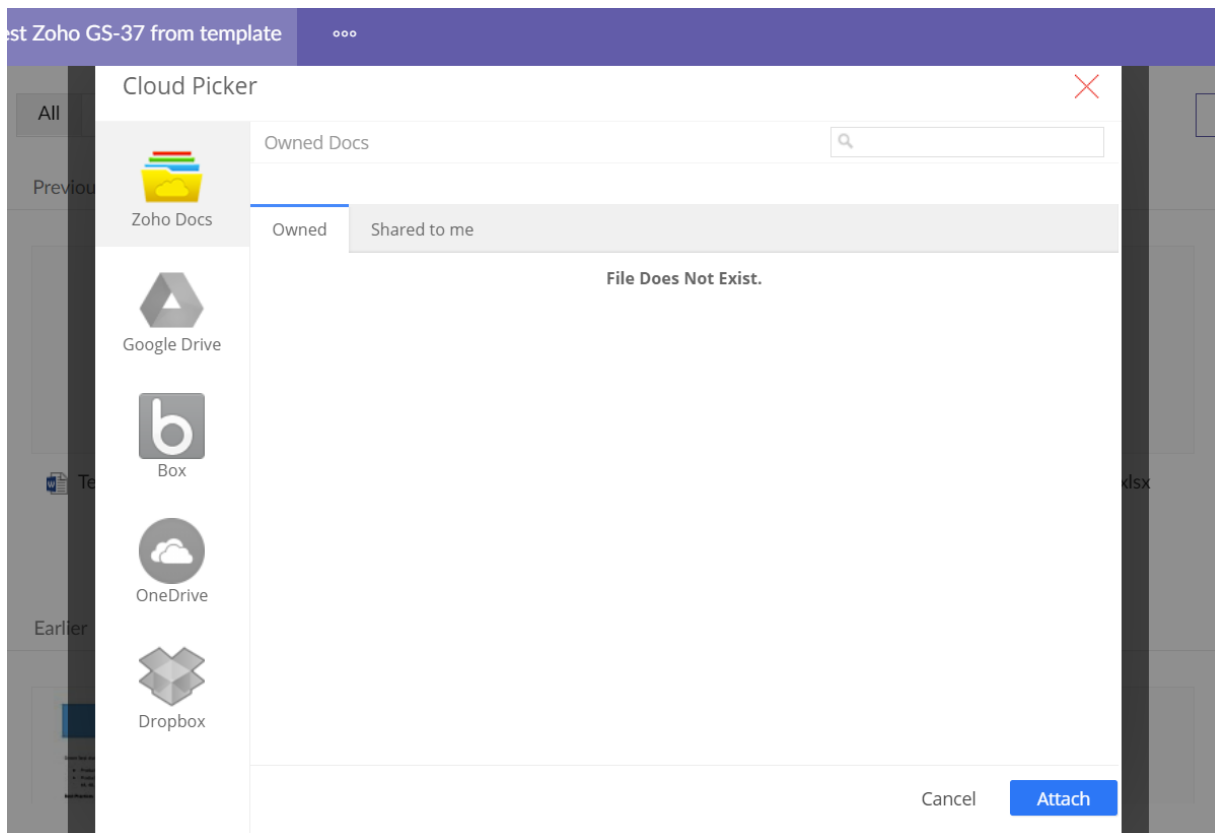 st Zoho GS-37 from template
Cloud Picker
All
Owned Docs
Previou
Zoho Docs
Owned Shared to me
File Does Not Exist.
Google Drive
Box
Te
xlsx
OneDrive
Earlier
Dropbox
Cancel Attach